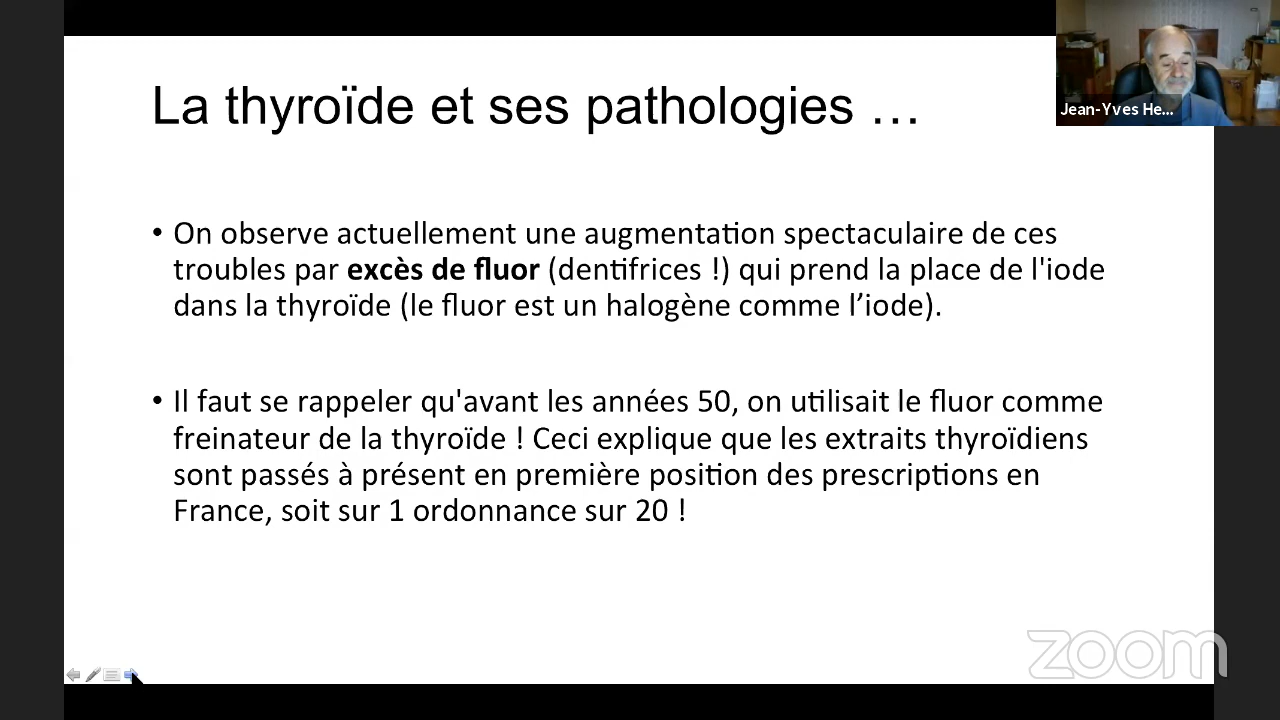 La thyroïde et ses pathologies …
Jean-Yves He...
• On observe actuellement une augmentation spectaculaire de ces
troubles par excès de fluor (dentifrices !) qui prend la place de l'iode
dans la thyroïde (le fluor est un halogène comme l’iode).
• Il faut se rappeler qu'avant les années 50, on utilisait le fluor comme
freinateur de la thyroïde ! Ceci explique que les extraits thyroïdiens
sont passés à présent en première position des prescriptions en
France, soit sur 1 ordonnance sur 20 !
zoom